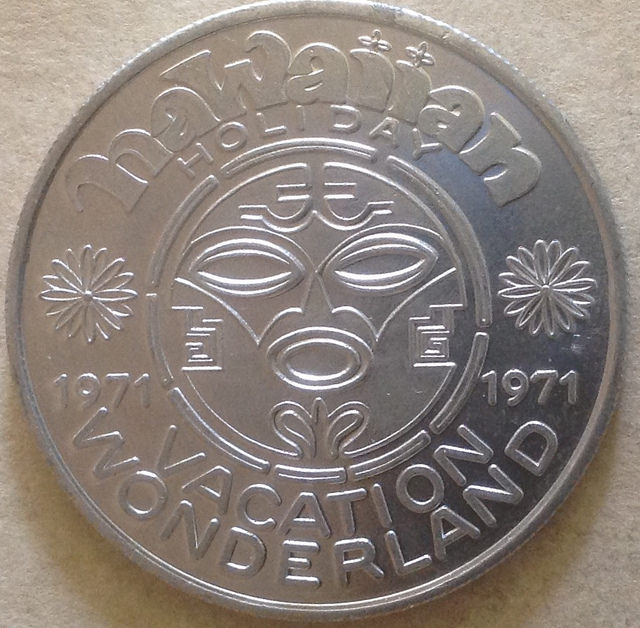 hawaiian
HOLIDAY
1971 1971
VACATION
WONDERLAND